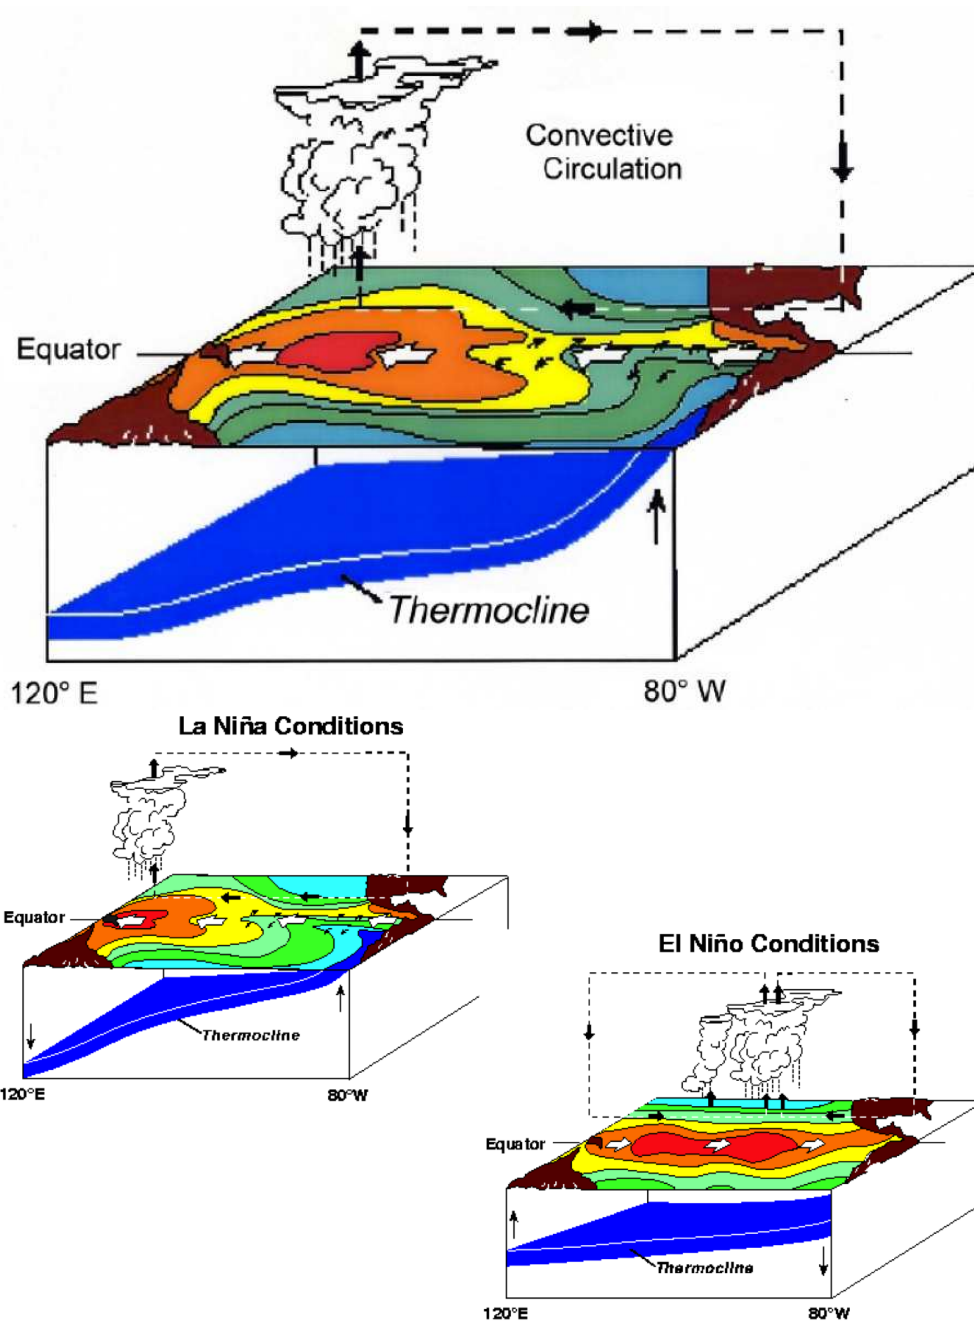 Convective
Circulation
Equator
Thermocline
120° E
80° W
La Niña Conditions
Equator
Thermocline
120°E
80°W
El Niño Conditions
Equator
Thermocline
120°E
80°W